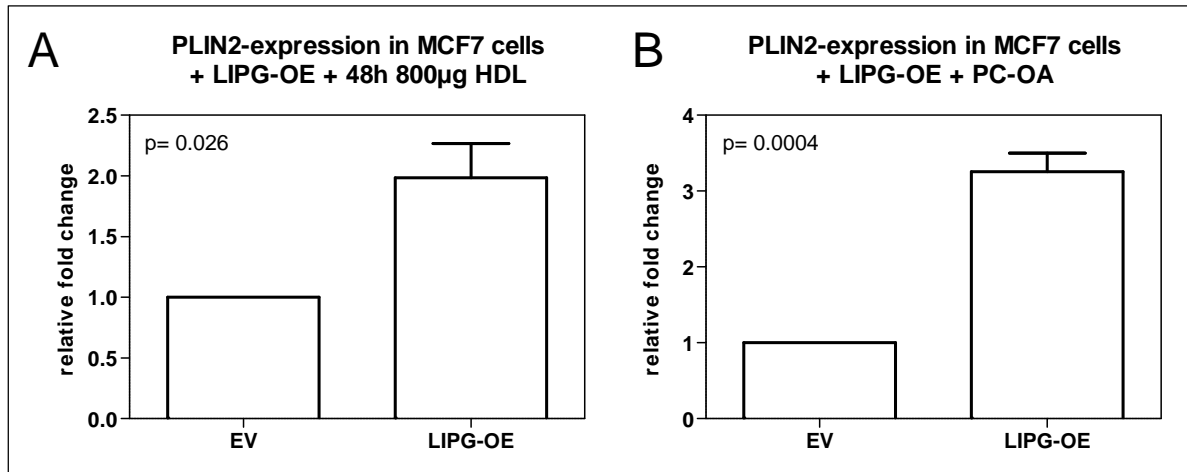 A
PLIN2-expression in MCF7 cells
+ LIPG-OE + 48h 800µg HDL
p= 0.026
relative fold change
2.5
2.0
1.5
1.0
0.5
0.0
EV
LIPG-OE
B
PLIN2-expression in MCF7 cells
+ LIPG-OE + PC-OA
p= 0.0004
relative fold change
4
3
2
1
0
EV
LIPG-OE